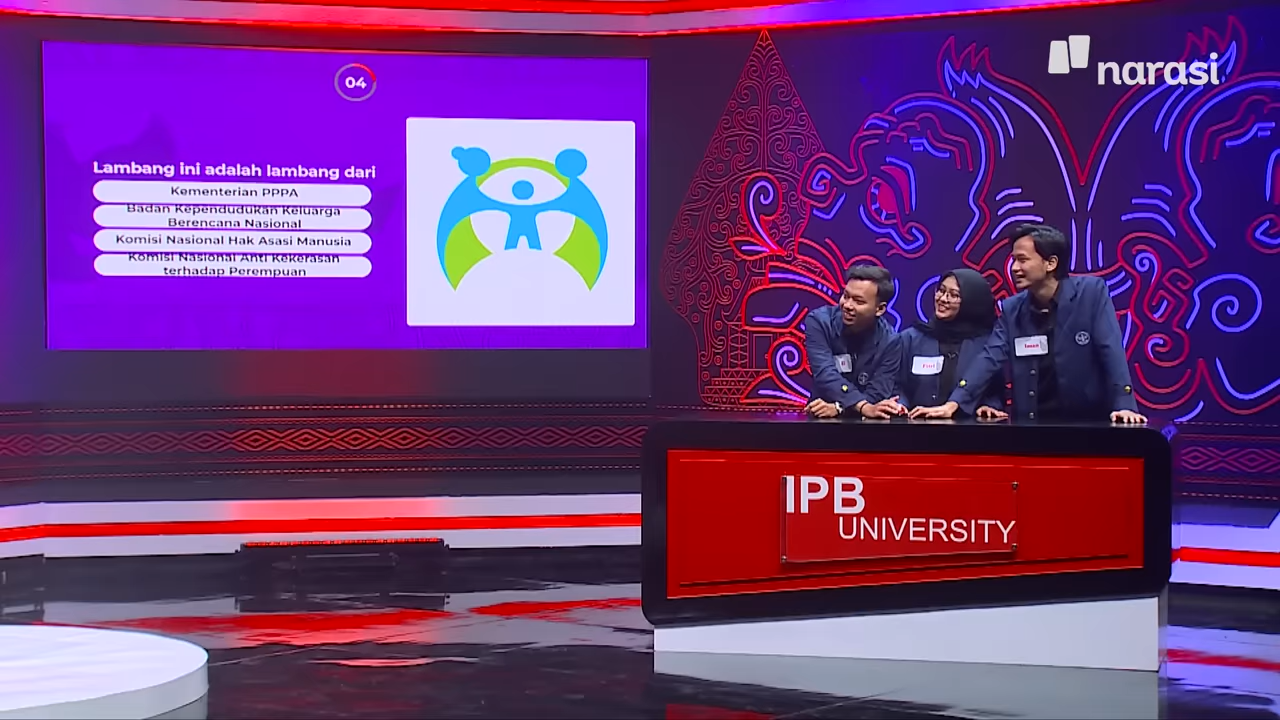 narasi
04
Lambang ini adalah lambang dari
Kementerian PPPA
Badan Kependudukan Keluarga
Berencana Nasional
Komisi Nasional Hak Asasi Manusia
Komisi Nasional Anti Kekerasan
terhadap Perempuan
IPB
UNIVERSITY